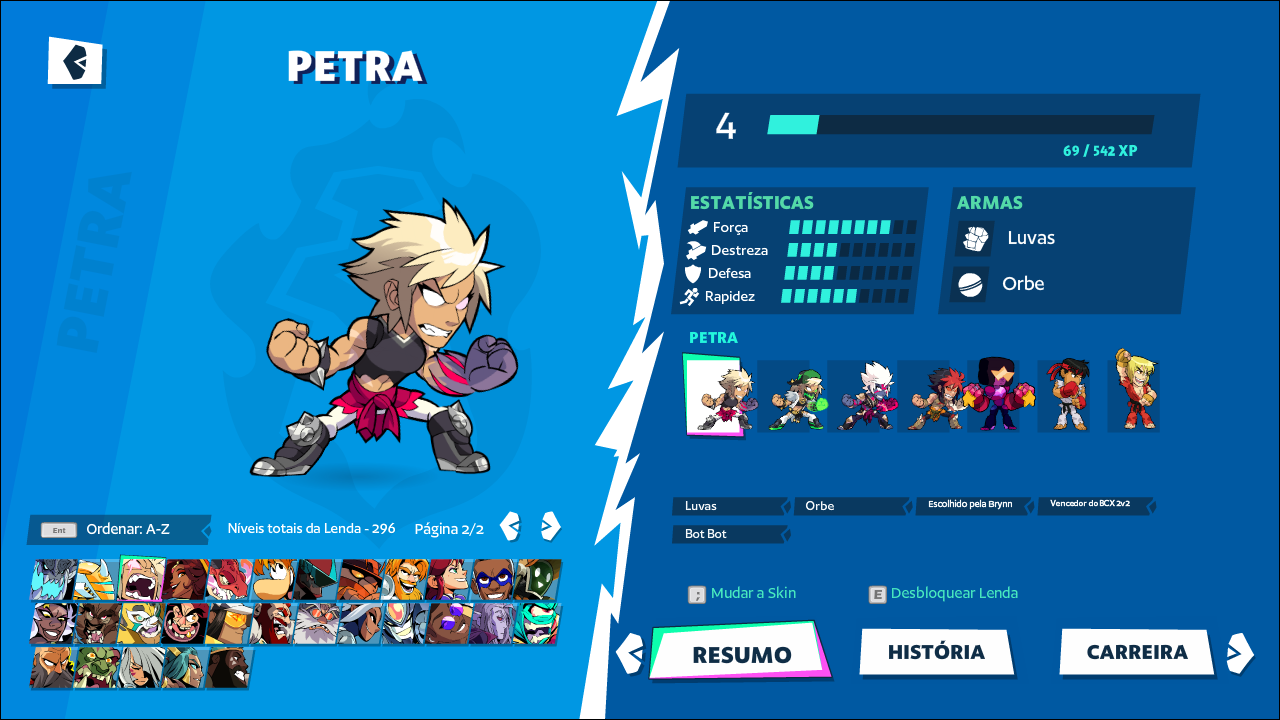 PETRA
PETRA
4
69 / 542 XP
ESTATÍSTICAS
Força
Destreza
Defesa
Rapidez
ARMAS
Luvas
Orbe
PETRA
Luvas
Orbe
Escolhido pela Brynn
Vencedor do BCX 2v2
Bot Bot
Ent
Ordenar: A-Z
Níveis totais da Lenda - 296
Página 2/2
; Mudar a Skin
E Desbloquear Lenda
RESUMO
HISTÓRIA
CARREIRA